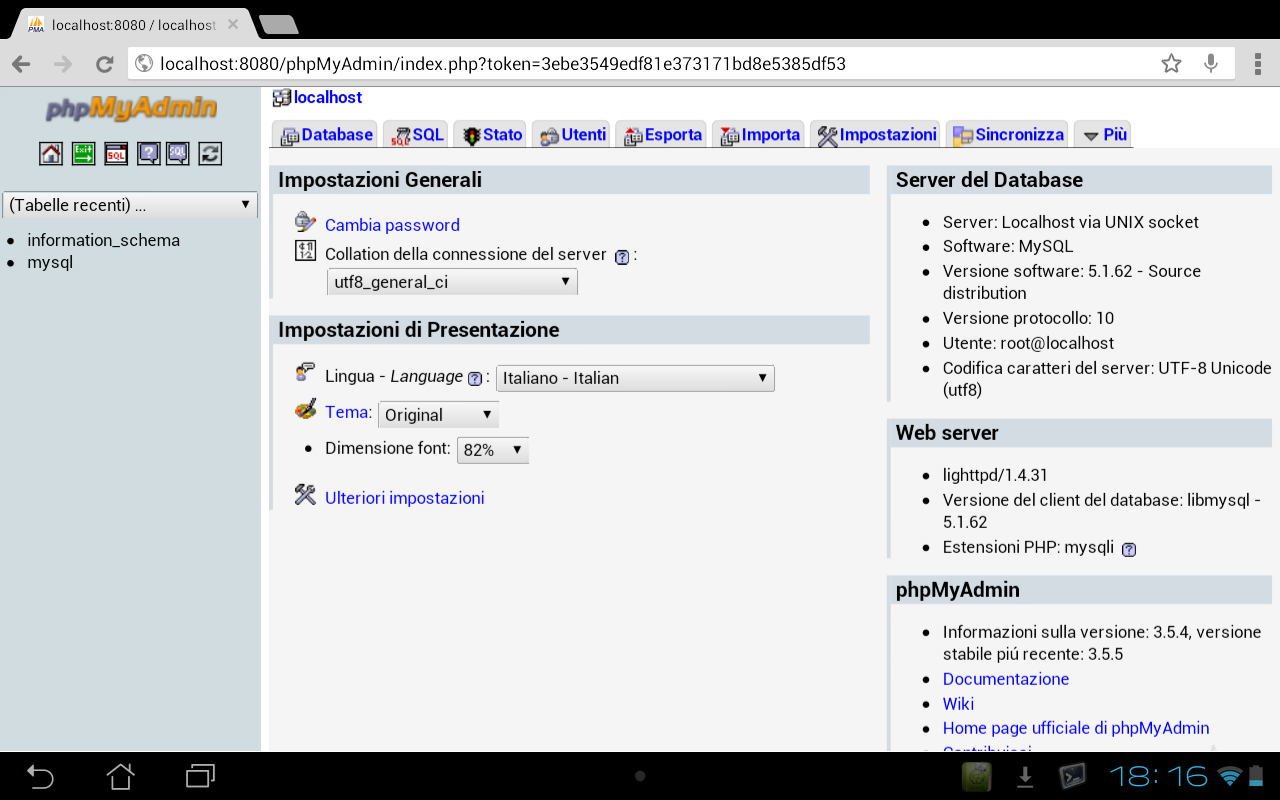 localhost:8080 / localhost
localhost:8080/phpMyAdmin/index.php?token=3ebe3549edf81e373171bd8e5385df53
phpMyAdmin
(Tabelle recenti) ...
information_schema
mysql
localhost
Database SQL Stato Utenti Esporta Importa Impostazioni Sincronizza Più
Impostazioni Generali
Cambia password
Collation della connessione del server :
utf8_general_ci
Impostazioni di Presentazione
Lingua - Language : Italiano - Italian
Tema: Original
Dimensione font: 82%
Ulteriori impostazioni
Server del Database
Server: Localhost via UNIX socket
Software: MySQL
Versione software: 5.1.62 - Source
distribution
Versione protocollo: 10
Utente: root@localhost
Codifica caratteri del server: UTF-8 Unicode
(utf8)
Web server
lighttpd/1.4.31
Versione del client del database: libmysql -
5.1.62
Estensioni PHP: mysqli
phpMyAdmin
Informazioni sulla versione: 3.5.4, versione
stabile piú recente: 3.5.5
Documentazione
Wiki
Home page ufficiale di phpMyAdmin
18:16